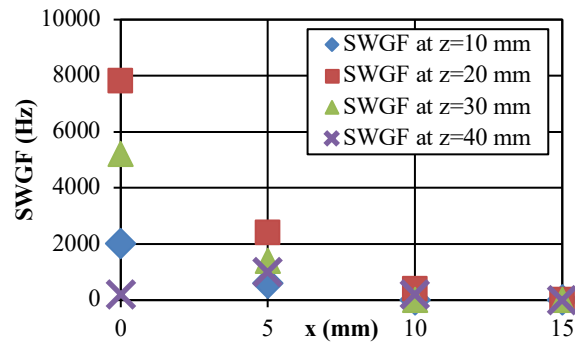 10000
8000
6000
4000
2000
0
SWGF (Hz)
SWGF at z=10 mm
SWGF at z=20 mm
SWGF at z=30 mm
SWGF at z=40 mm
0 5 10 15
x (mm)